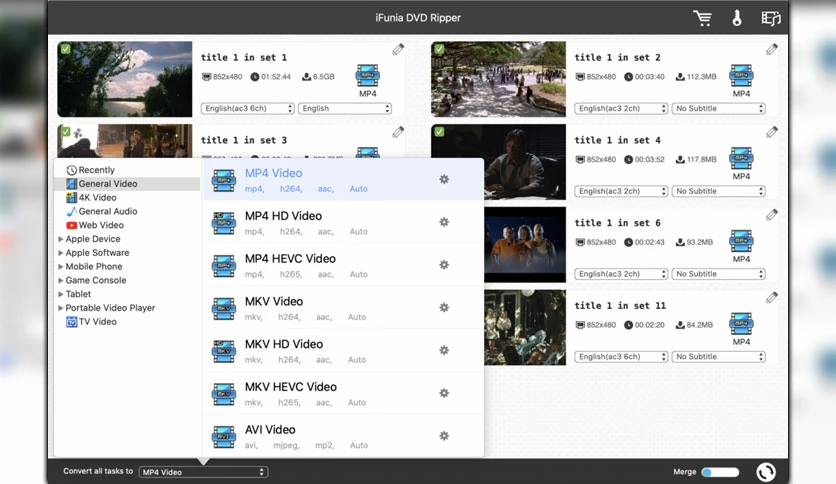 iFunia DVD Ripper
title 1 in set 1
852x480 01:52:44 6.5GB
MP4
English(ac3 6ch) English
title 1 in set 2
852x480 00:03:40 112.3MB
MP4
English(ac3 2ch) No Subtitle
title 1 in set 3
title 1 in set 4
852x480 00:03:52 117.8MB
MP4
English(ac3 2ch) No Subtitle
title 1 in set 6
852x480 00:02:43 93.2MB
MP4
English(ac3 2ch) No Subtitle
title 1 in set 11
852x480 00:02:20 84.2MB
MP4
English(ac3 6ch) No Subtitle
Recently
General Video
4K Video
General Audio
Web Video
Apple Device
Apple Software
Mobile Phone
Game Console
Tablet
Portable Video Player
TV Video
MP4 Video
mp4, h264, aac, Auto
MP4 HD Video
mp4, h264, aac, Auto
MP4 HEVC Video
mp4, h265, aac, Auto
MKV Video
mkv, h264, aac, Auto
MKV HD Video
mkv, h264, aac, Auto
MKV HEVC Video
mkv, h265, aac, Auto
AVI Video
avi, mjpeg, mp2, Auto
Convert all tasks to MP4 Video
Merge